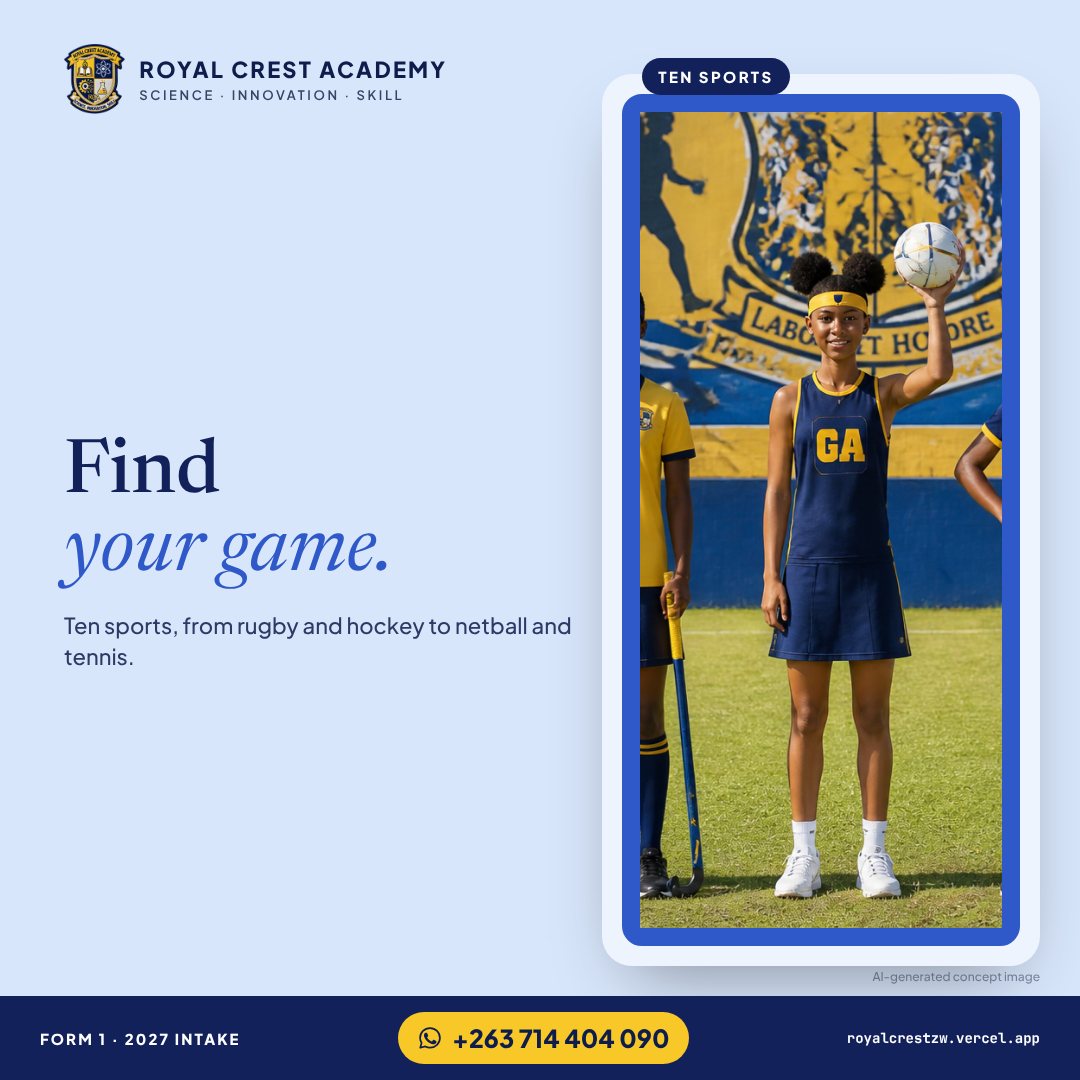 ROYAL CREST ACADEMY
SCIENCE · INNOVATION · SKILL
TEN SPORTS
GA
Find
your game.
Ten sports, from rugby and hockey to netball and
tennis.
AI-generated concept image
FORM 1 · 2027 INTAKE
+263 714 404 090
royalcrestzw.vercel.app